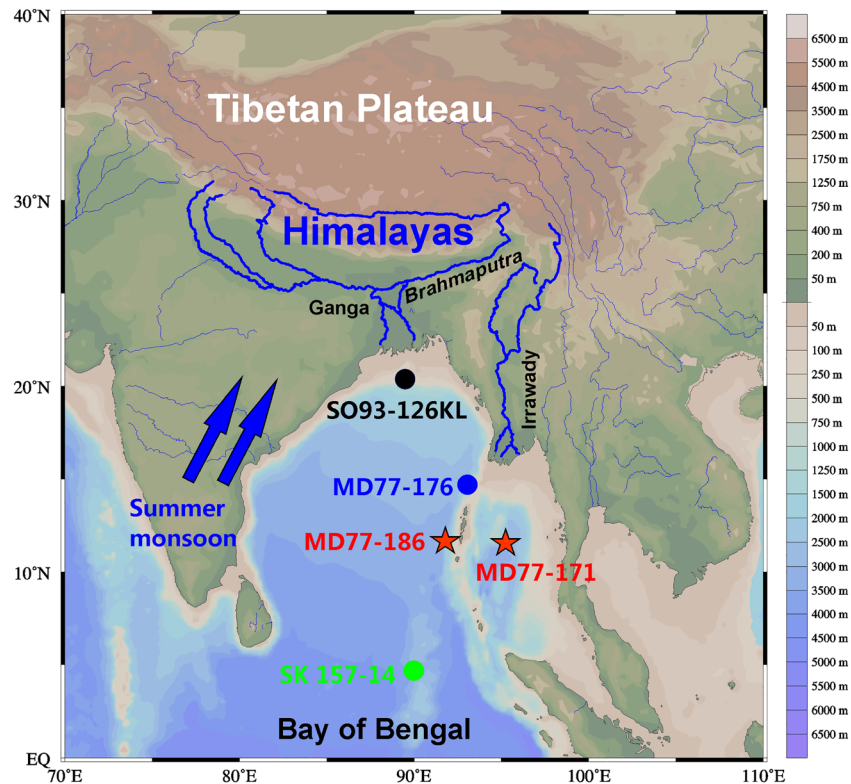 40°N
Tibetan Plateau
30°N
Himalayas
Brahmaputra
Ganga
Irrawady
20°N
SO93-126KL
MD77-176
Summer
monsoon
MD77-186
MD77-171
10°N
SK 157-14
Bay of Bengal
EQ
70°E
80°E
90°E
100°E
110°E
6500 m
5500 m
4500 m
3500 m
2500 m
1750 m
1250 m
750 m
400 m
200 m
50 m
50 m
100 m
250 m
500 m
750 m
1000 m
1250 m
1500 m
2000 m
2500 m
3000 m
3500 m
4000 m
4500 m
5000 m
5500 m
6000 m
6500 m